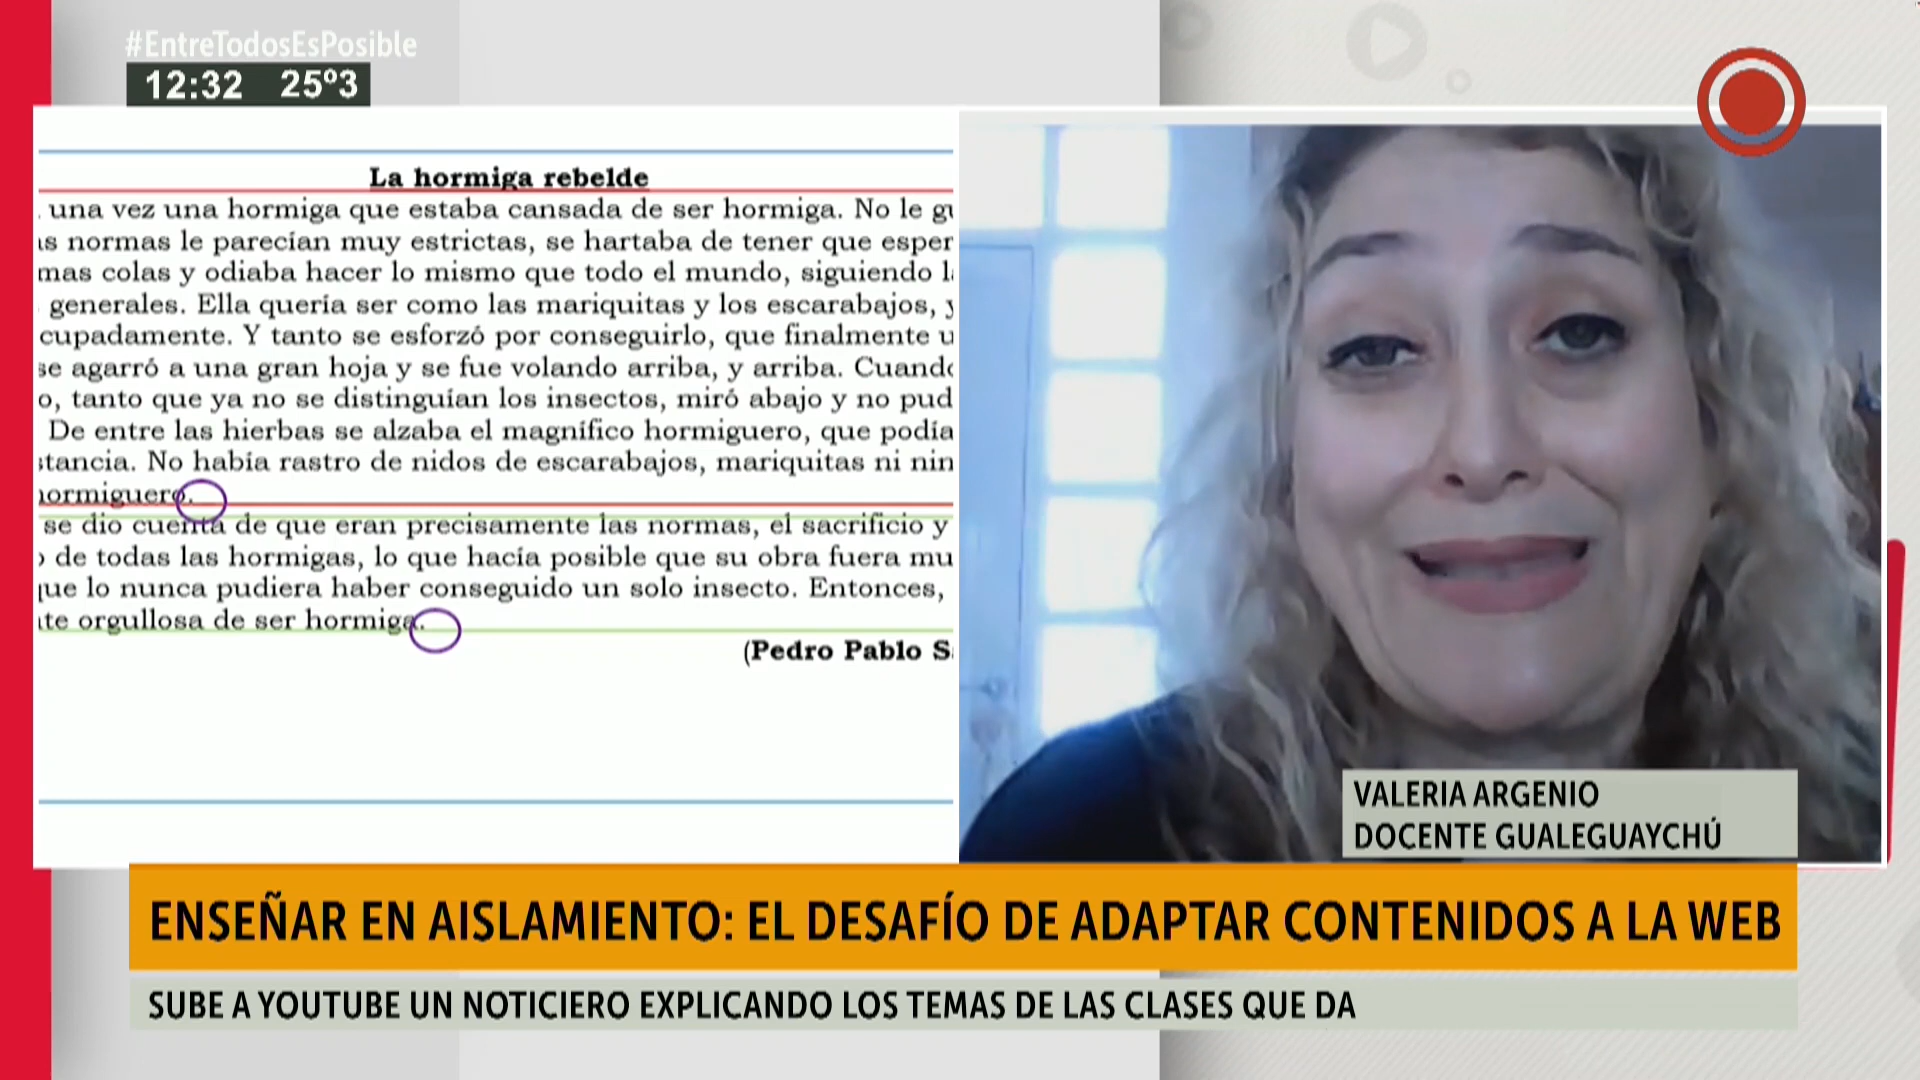 #EntreTodosEsPosible
12:32 25º3
La hormiga rebelde
una vez una hormiga que estaba cansada de ser hormiga. No le
normas le parecían muy estrictas, se hartaba de tener que
mas colas y odiaba hacer lo mismo que todo el mundo, siguiendo
generales. Ella quería ser como las mariquitas y los escarabajos,
cupadamente. Y tanto se esforzó por conseguirlo, que finalmente
se agarró a una gran hoja y se fue volando arriba, y arriba.
o, tanto que ya no se distinguían los insectos, miró abajo y no pud
De entre las hierbas se alzaba el magnífico hormiguero, que podía
tancia. No había rastro de nidos de escarabajos, mariquitas ni nin
hormiguero.
se dio cuenta de que eran precisamente las normas, el sacrificio y
de todas las hormigas, lo que hacía posible que su obra fuera mu
que lo nunca pudiera haber conseguido un solo insecto. Entonces,
te orgullosa de ser hormiga.
(Pedro Pablo S
VALERIA ARGENIO
DOCENTE GUALEGUAYCHÚ
ENSEÑAR EN AISLAMIENTO: EL DESAFÍO DE ADAPTAR CONTENIDOS A LA WEB
SUBE A YOUTUBE UN NOTICIERO EXPLICANDO LOS TEMAS DE LAS CLASES QUE DA